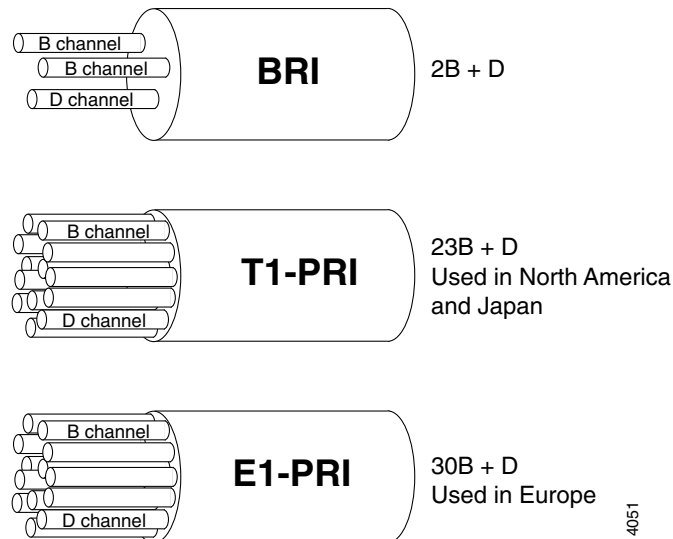 B channel
B channel
D channel
BRI
2B + D
B channel
D channel
T1-PRI
23B + D
Used in North America
and Japan
B channel
D channel
E1-PRI
30B + D
Used in Europe
4051